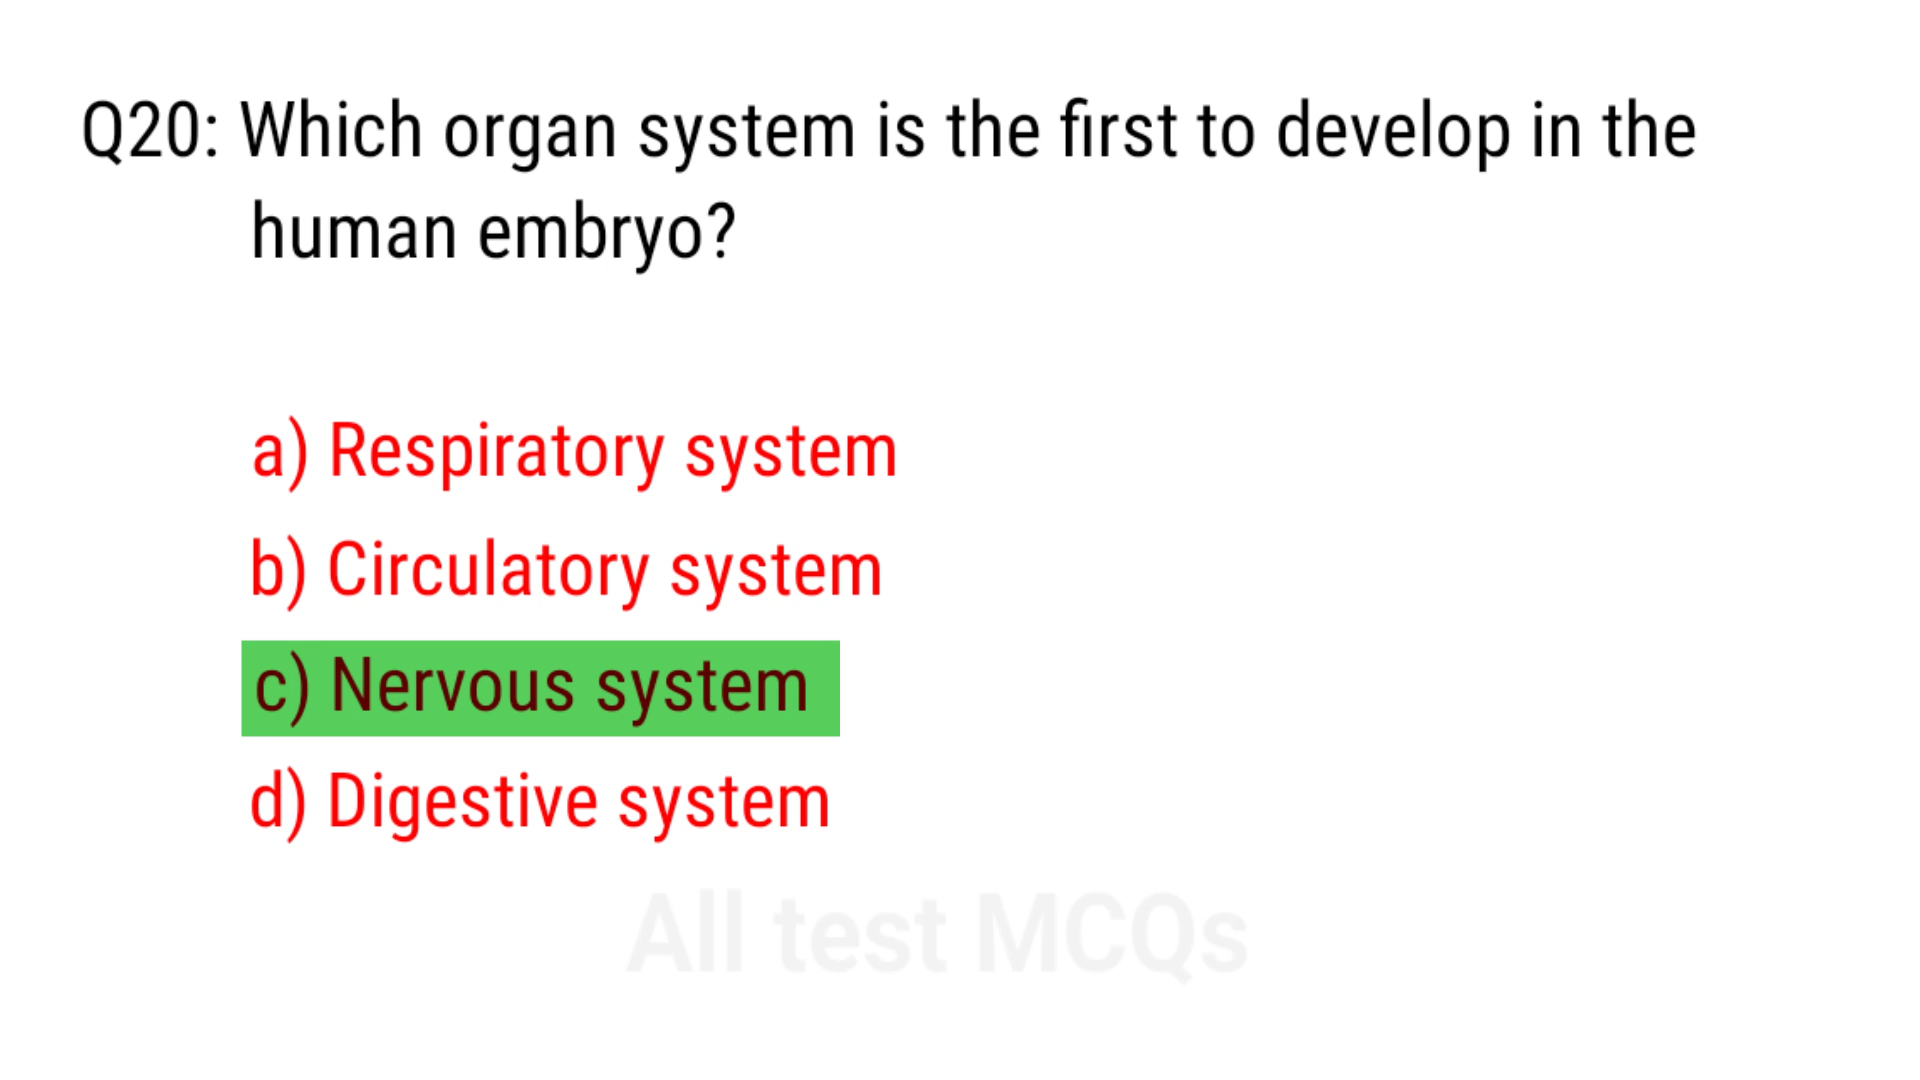 Q20: Which organ system is the first to develop in the
human embryo?
a) Respiratory system
b) Circulatory system
c) Nervous system
d) Digestive system
All test MCQs